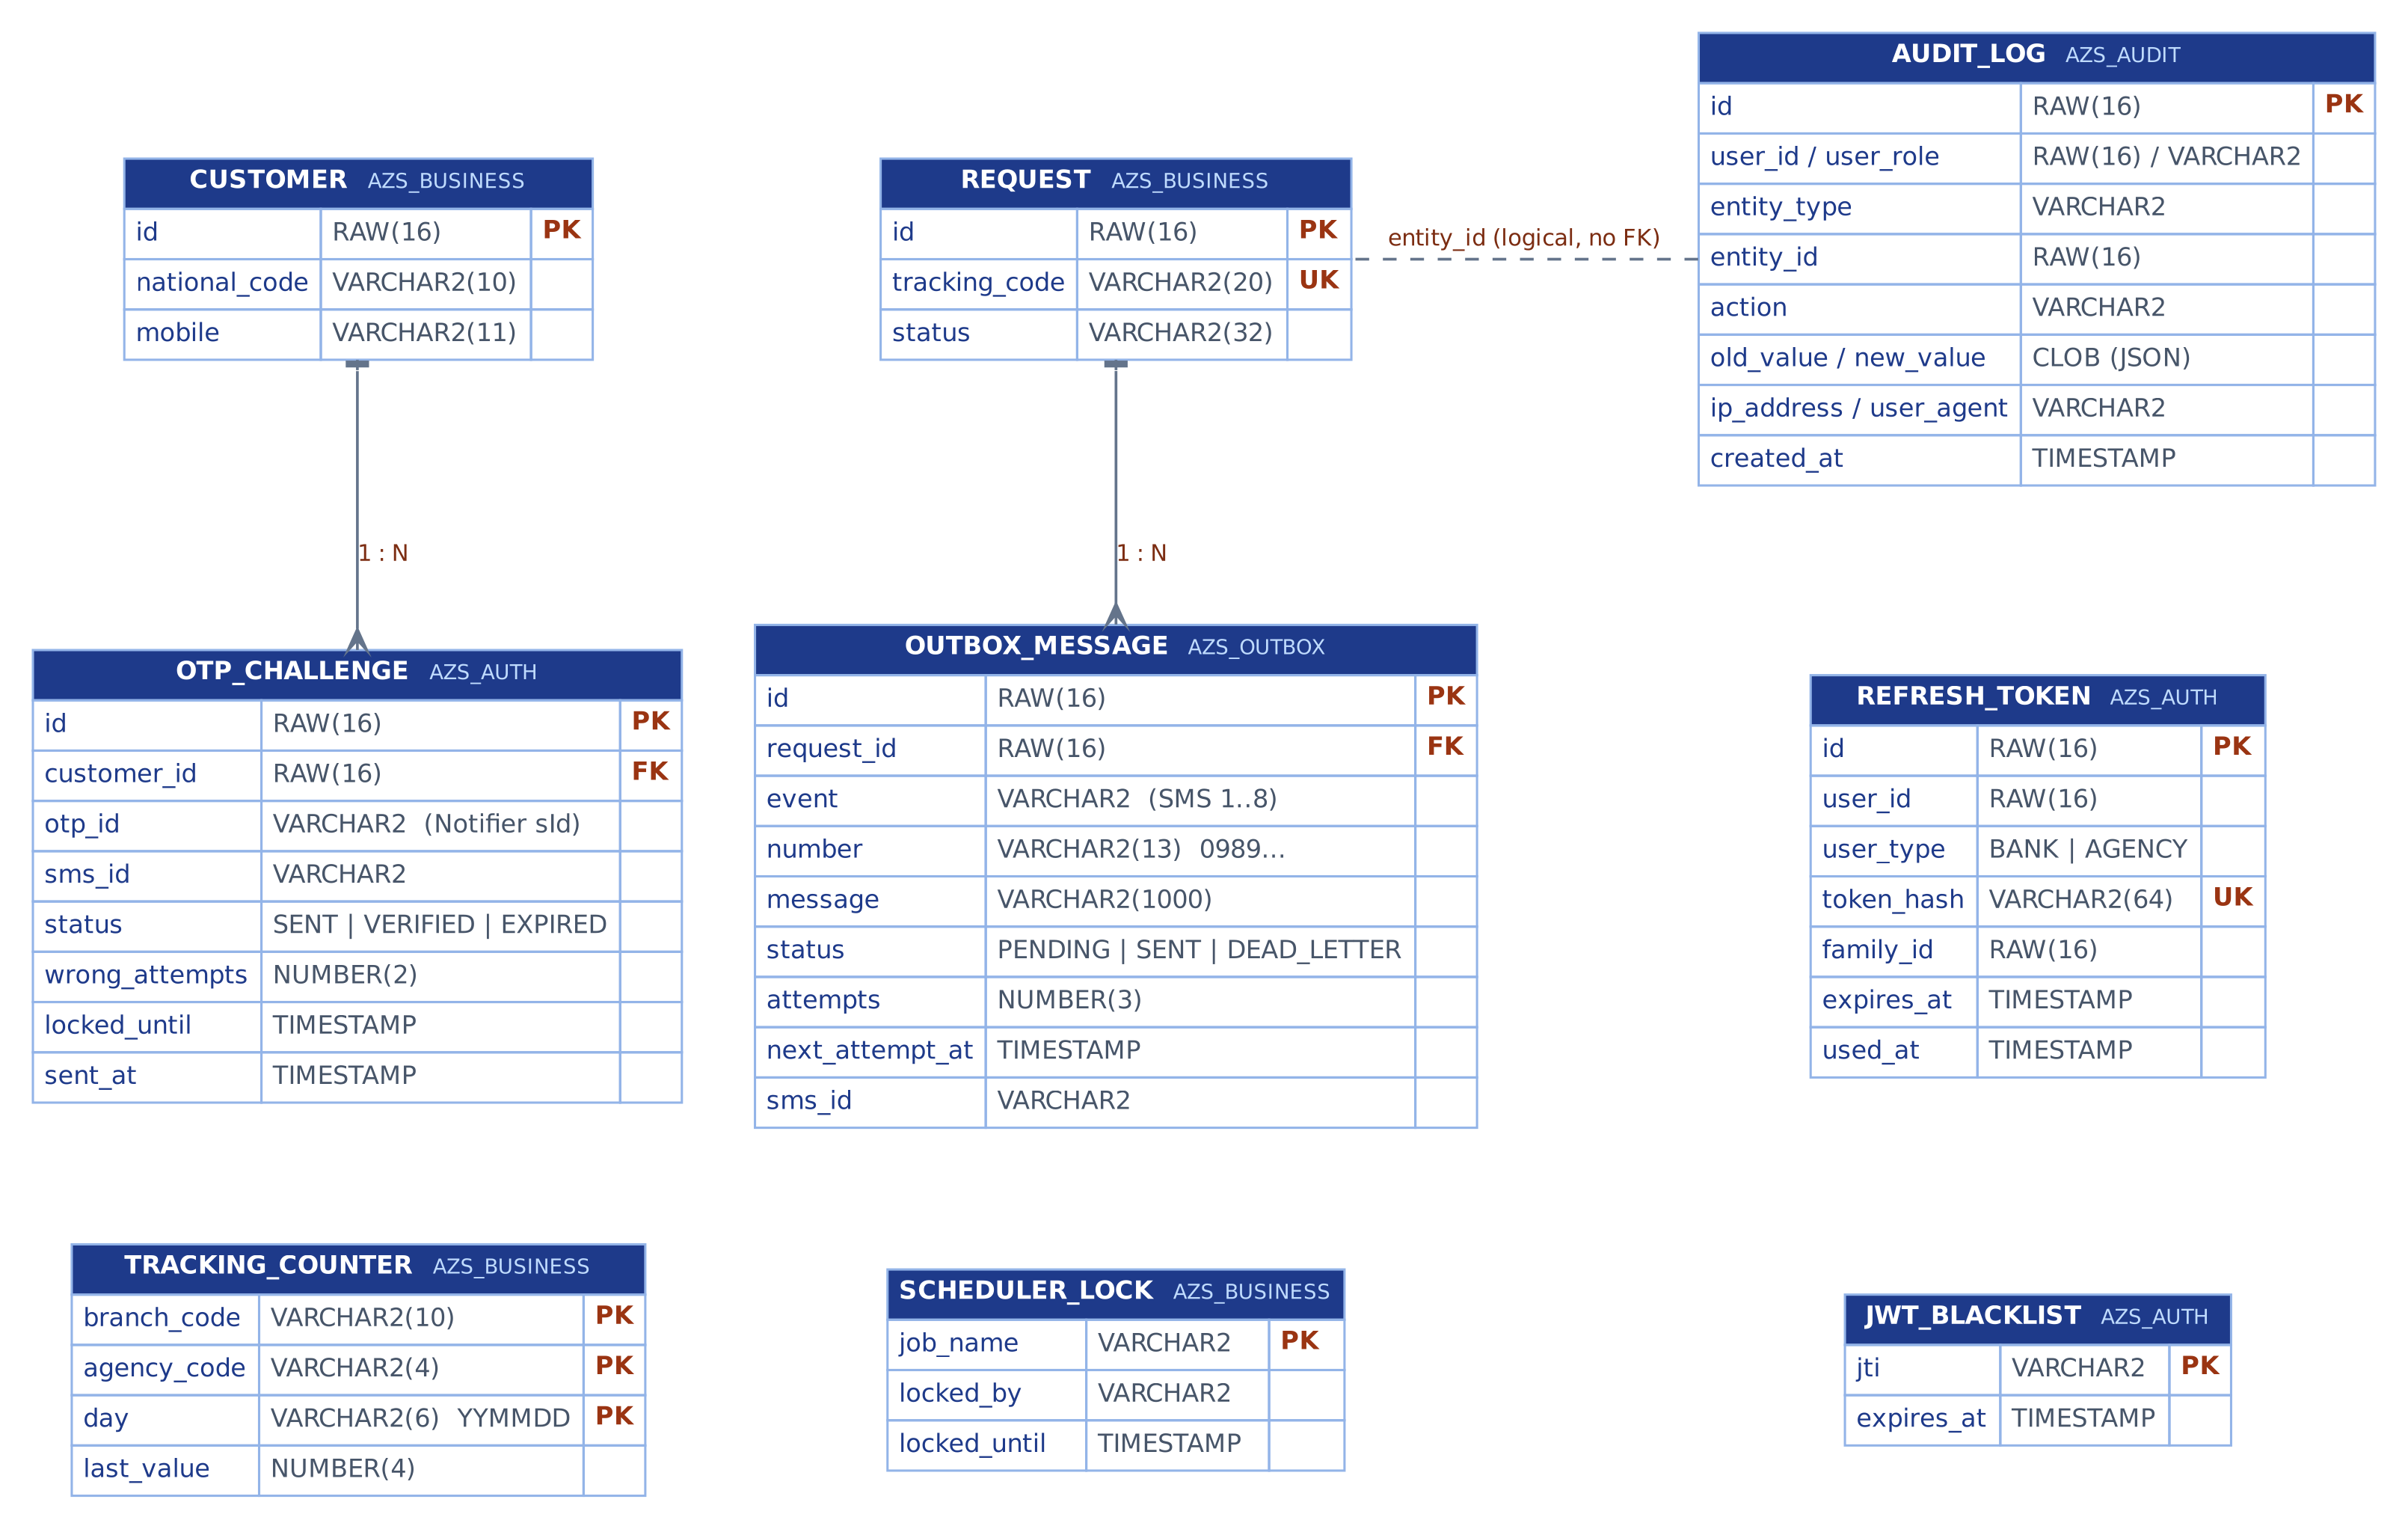 CUSTOMER AZS_BUSINESS
id RAW(16) PK
national_code VARCHAR2(10)
mobile VARCHAR2(11)
REQUEST AZS_BUSINESS
id RAW(16) PK
tracking_code VARCHAR2(20) UK
status VARCHAR2(32)
entity_id (logical, no FK)
AUDIT_LOG AZS_AUDIT
id RAW(16) PK
user_id / user_role RAW(16) / VARCHAR2
entity_type VARCHAR2
entity_id RAW(16)
action VARCHAR2
old_value / new_value CLOB (JSON)
ip_address / user_agent VARCHAR2
created_at TIMESTAMP
1 : N
1 : N
OTP_CHALLENGE AZS_AUTH
id RAW(16) PK
customer_id RAW(16) FK
otp_id VARCHAR2 (Notifier sId)
sms_id VARCHAR2
status SENT | VERIFIED | EXPIRED
wrong_attempts NUMBER(2)
locked_until TIMESTAMP
sent_at TIMESTAMP
OUTBOX_MESSAGE AZS_OUTBOX
id RAW(16) PK
request_id RAW(16) FK
event VARCHAR2 (SMS 1..8)
number VARCHAR2(13) 0989...
message VARCHAR2(1000)
status PENDING | SENT | DEAD_LETTER
attempts NUMBER(3)
next_attempt_at TIMESTAMP
sms_id VARCHAR2
REFRESH_TOKEN AZS_AUTH
id RAW(16) PK
user_id RAW(16)
user_type BANK | AGENCY
token_hash VARCHAR2(64) UK
family_id RAW(16)
expires_at TIMESTAMP
used_at TIMESTAMP
TRACKING_COUNTER AZS_BUSINESS
branch_code VARCHAR2(10) PK
agency_code VARCHAR2(4) PK
day VARCHAR2(6) YYMMDD PK
last_value NUMBER(4)
SCHEDULER_LOCK AZS_BUSINESS
job_name VARCHAR2 PK
locked_by VARCHAR2
locked_until TIMESTAMP
JWT_BLACKLIST AZS_AUTH
jti VARCHAR2 PK
expires_at TIMESTAMP